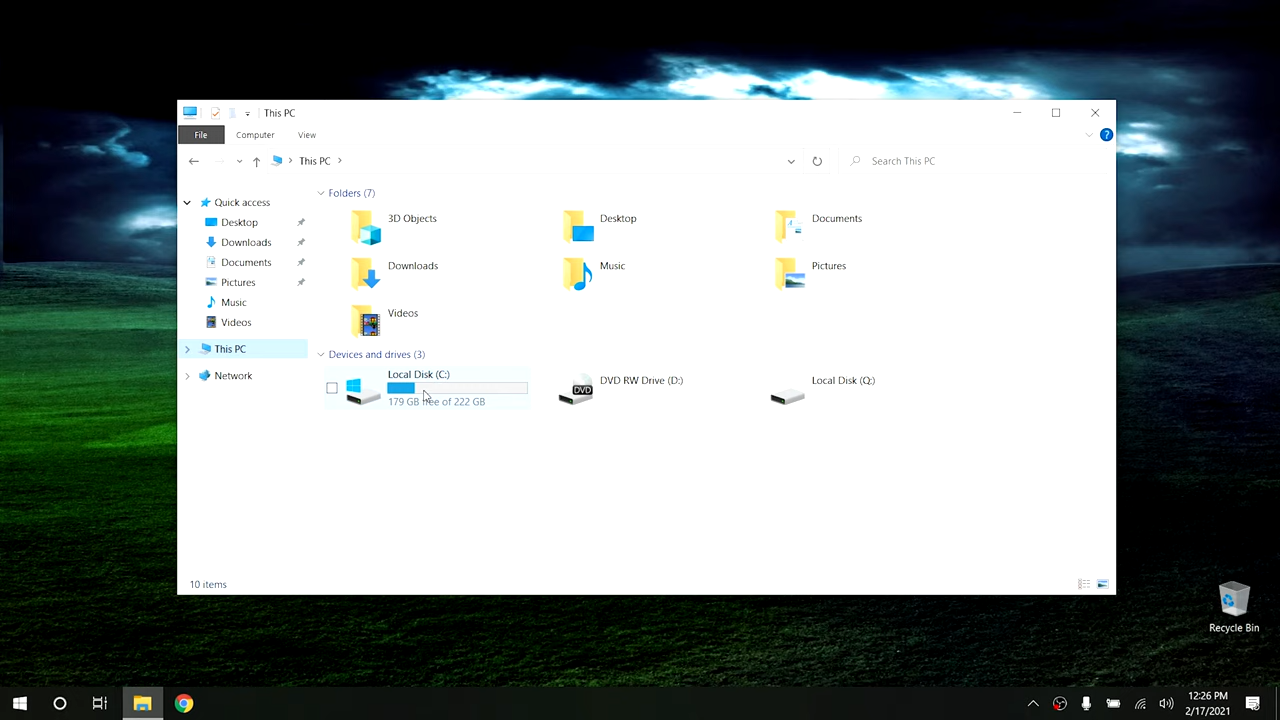 This PC
File
Computer
View
This PC
Search This PC
Quick access
Desktop
Downloads
Documents
Pictures
Music
Videos
This PC
Network
Folders (7)
3D Objects
Desktop
Documents
Downloads
Music
Pictures
Videos
Devices and drives (3)
Local Disk (C:)
179 GB free of 222 GB
DVD RW Drive (D:)
DVD
Local Disk (Q:)
10 items
Recycle Bin
12:26 PM
2/17/2021